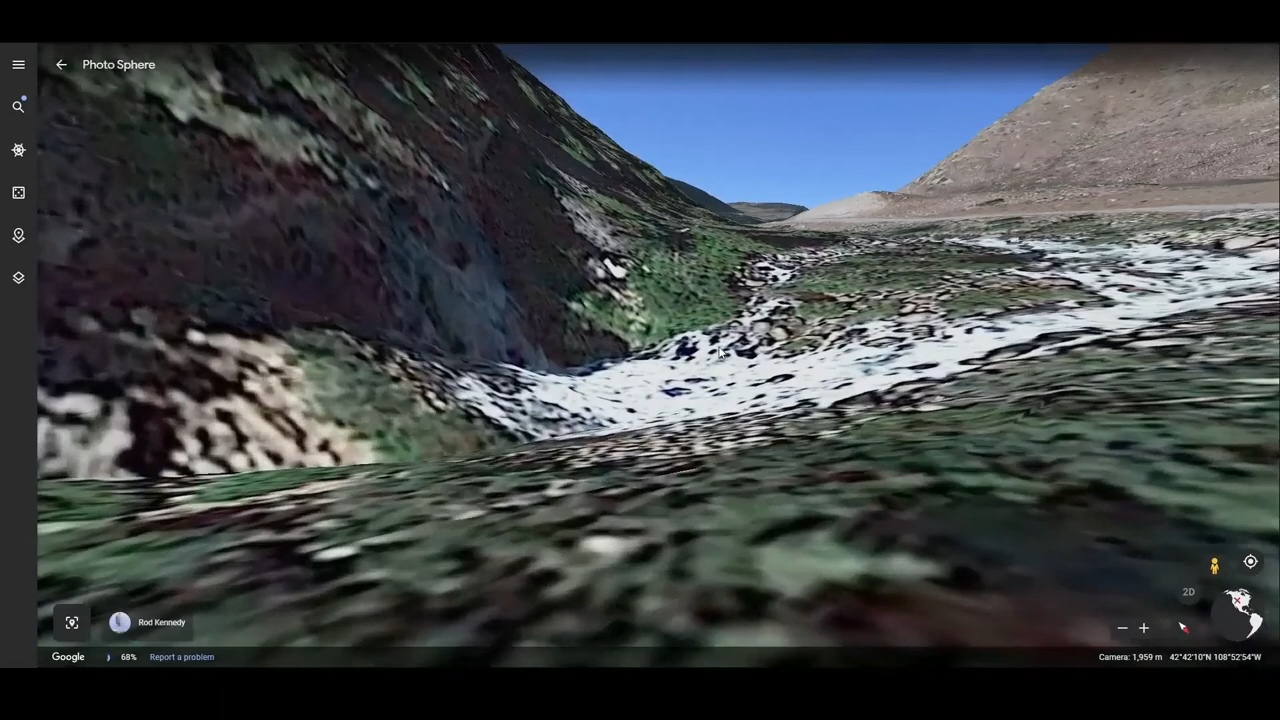 Photo Sphere
2D
Rod Kennedy
Google
68%
Report a problem
Camera: 1,959 m
42°42'10"N 108°52'54"W